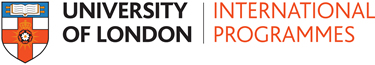 UNIVERSITY
OF LONDON
INTERNATIONAL
PROGRAMMES